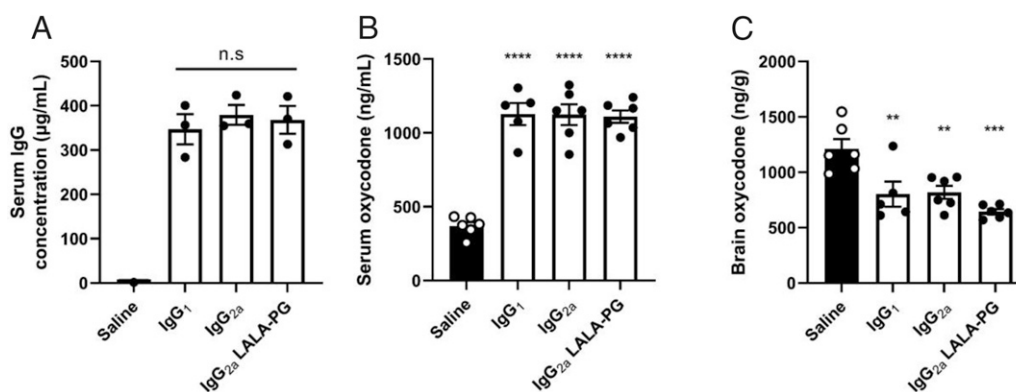 A
n.s
Serum IgG
concentration (µg/mL)
500
400
300
200
100
0
Saline
IgG1
IgG2a
IgG2a LALA-PG
B
**** **** ****
Serum oxycodone (ng/mL)
1500
1000
500
0
Saline
IgG1
IgG2a
IgG2a LALA-PG
C
** ** ***
Brain oxycodone (ng/g)
2000
1500
1000
500
0
Saline
IgG1
IgG2a
IgG2a LALA-PG